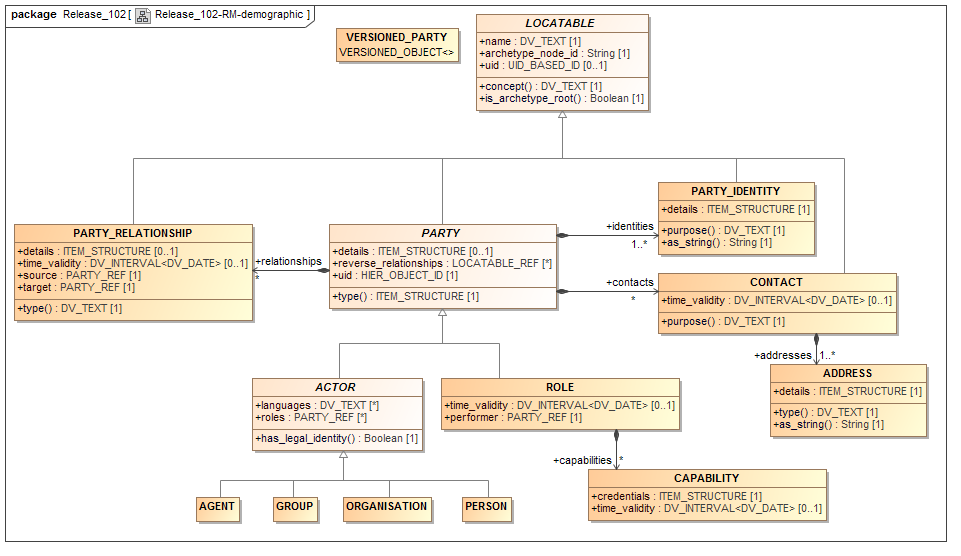 package Release_102 [ Release_102-RM-demographic ]
VERSIONED_PARTY
VERSIONED_OBJECT<>
LOCATABLE
+name : DV_TEXT [1]
+archetype_node_id : String [1]
+uid : UID_BASED_ID [0..1]
+concept() : DV_TEXT [1]
+is_archetype_root() : Boolean [1]
PARTY_RELATIONSHIP
+details : ITEM_STRUCTURE [0..1]
+time_validity : DV_INTERVAL<DV_DATE> [0..1]
+source : PARTY_REF [1]
+target : PARTY_REF [1]
+type() : DV_TEXT [1]
+relationships
*
PARTY
+details : ITEM_STRUCTURE [0..1]
+reverse_relationships : LOCATABLE_REF [*]
+uid : HIER_OBJECT_ID [1]
+type() : ITEM_STRUCTURE [1]
+identities
1..*
PARTY_IDENTITY
+details : ITEM_STRUCTURE [1]
+purpose() : DV_TEXT [1]
+as_string() : String [1]
+contacts
*
CONTACT
+time_validity : DV_INTERVAL<DV_DATE> [0..1]
+purpose() : DV_TEXT [1]
+addresses 1..*
ADDRESS
+details : ITEM_STRUCTURE [1]
+type() : DV_TEXT [1]
+as_string() : String [1]
ACTOR
+languages : DV_TEXT [*]
+roles : PARTY_REF [*]
+has_legal_identity() : Boolean [1]
ROLE
+time_validity : DV_INTERVAL<DV_DATE> [0..1]
+performer : PARTY_REF [1]
+capabilities *
CAPABILITY
+credentials : ITEM_STRUCTURE [1]
+time_validity : DV_INTERVAL<DV_DATE> [0..1]
AGENT
GROUP
ORGANISATION
PERSON